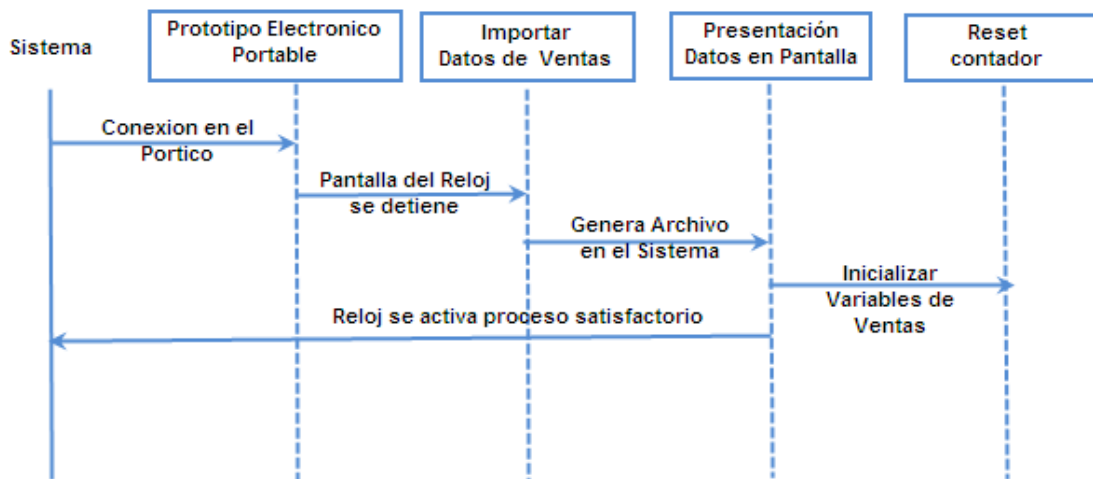 Sistema
Prototipo Electronico
Portable
Importar
Datos de Ventas
Presentación
Datos en Pantalla
Reset
contador
Conexion en el
Portico
Pantalla del Reloj
se detiene
Genera Archivo
en el Sistema
Inicializar
Variables de
Ventas
Reloj se activa proceso satisfactorio